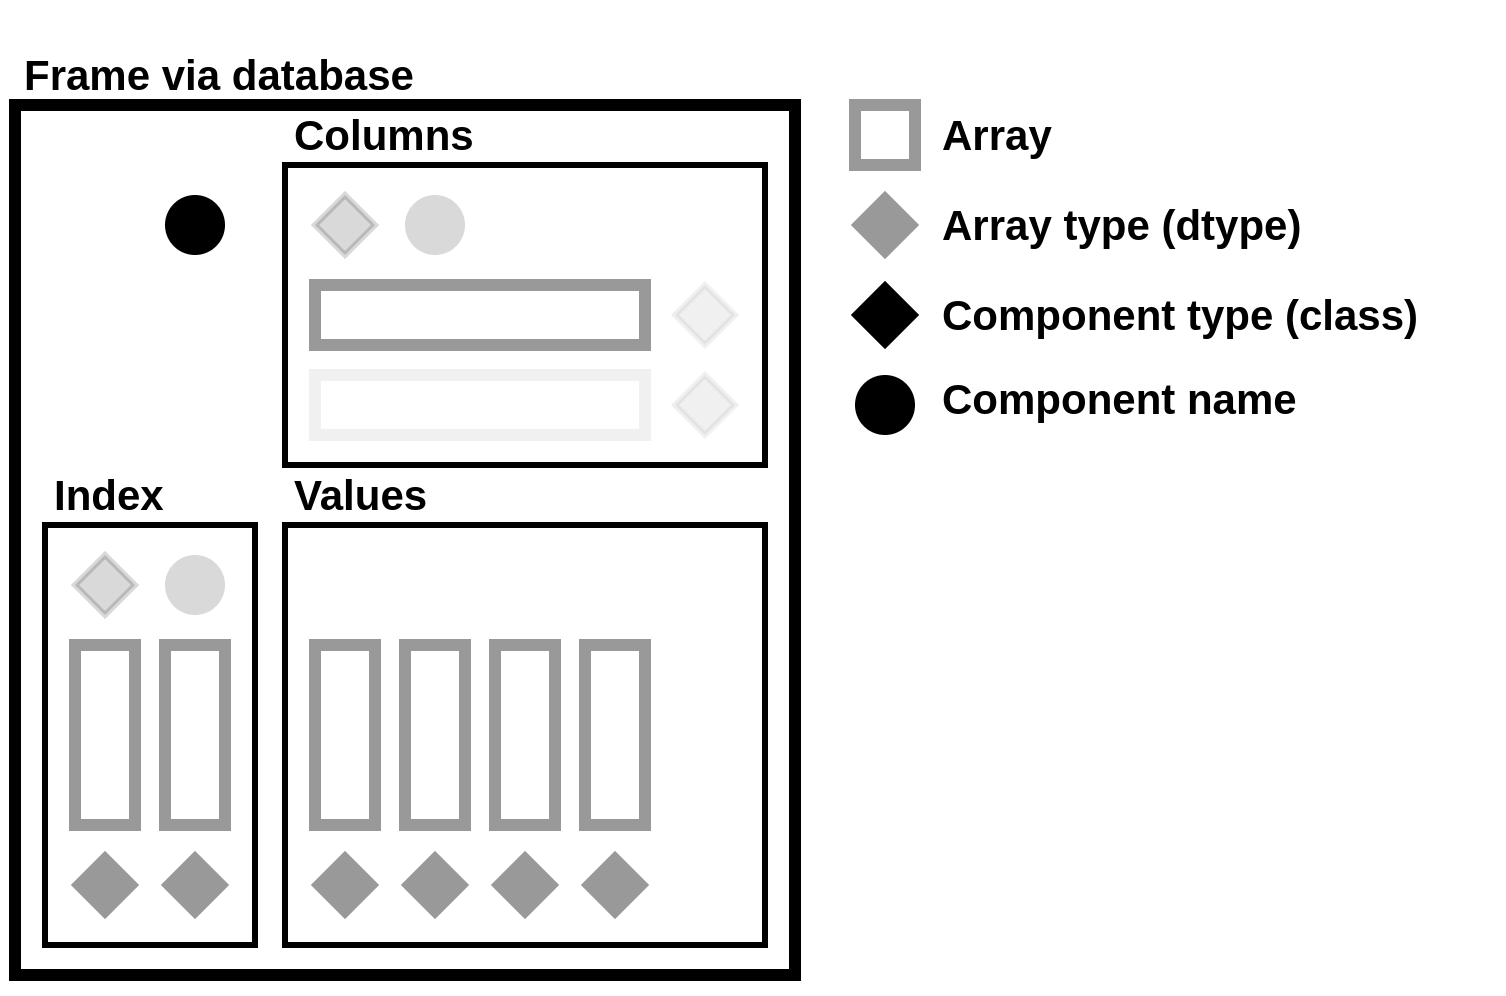 Frame via database
Columns
Index
Values
Array
Array type (dtype)
Component type (class)
Component name